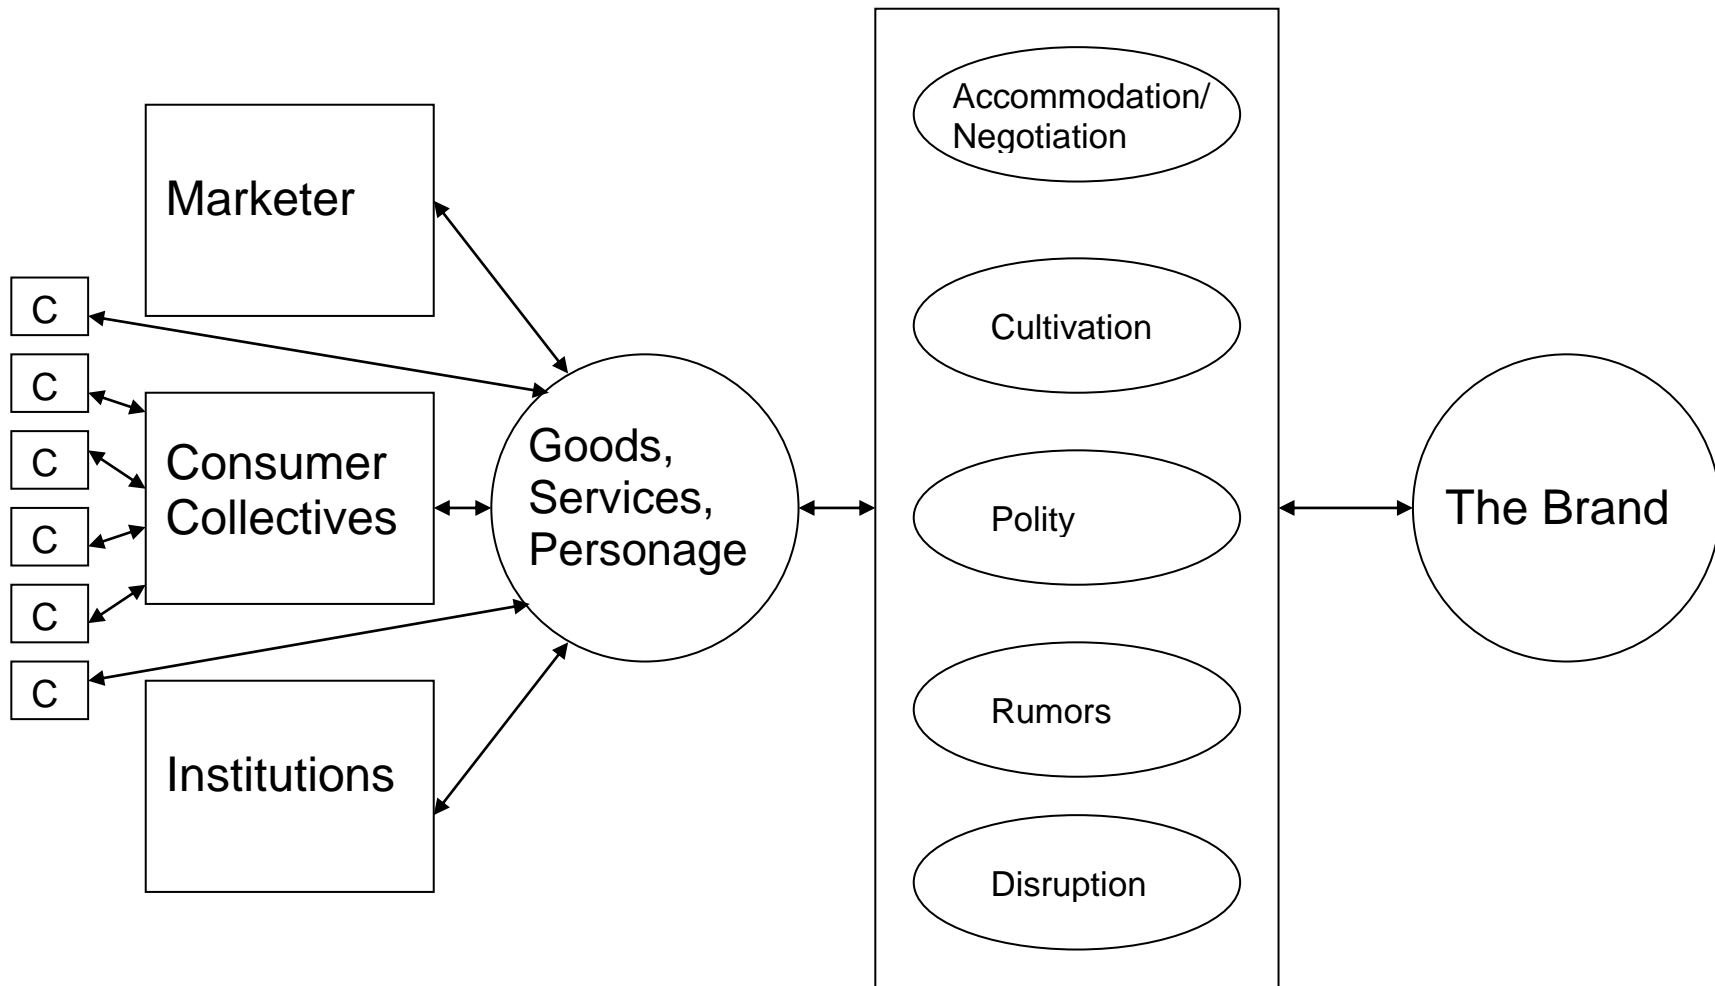 Marketer
C
C
C
C
C
C
Consumer
Collectives
Institutions
Goods,
Services,
Personage
Accommodation/
Negotiation
Cultivation
Polity
Rumors
Disruption
The Brand